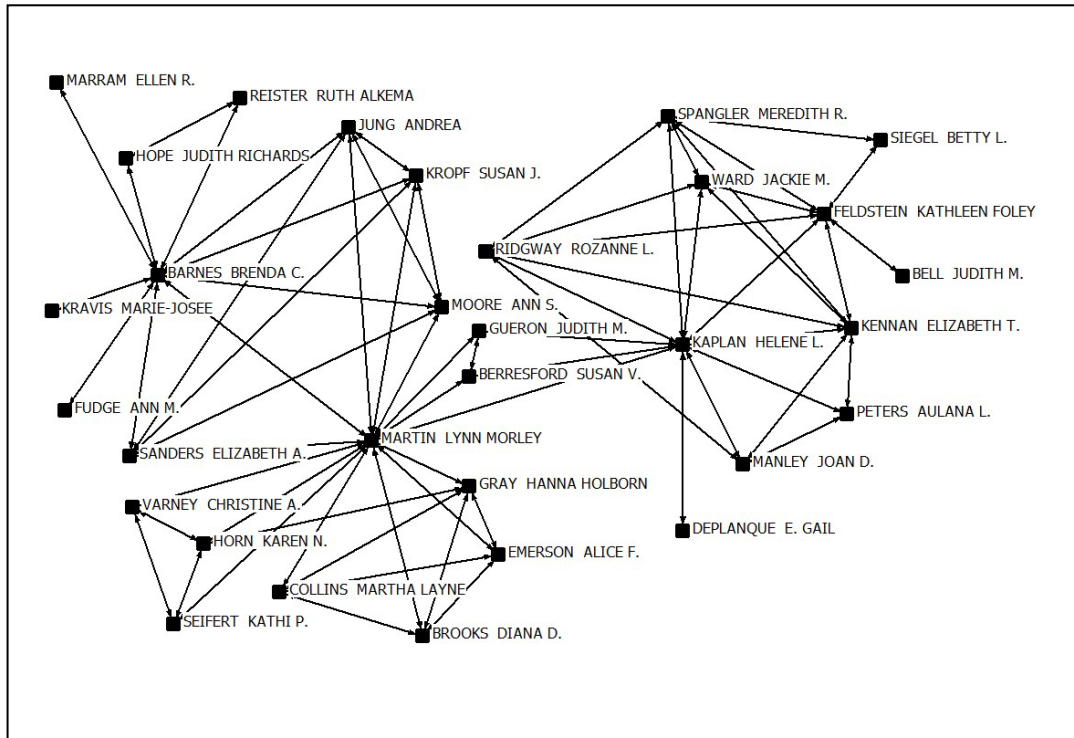 MARRAM ELLEN R.
REISTER RUTH ALKEMA
JUNG ANDREA
HOPE JUDITH RICHARDS
KROPF SUSAN J.
SPANGLER MEREDITH R.
SIEGEL BETTY L.
WARD JACKIE M.
FELDSTEIN KATHLEEN FOLEY
RIDGWAY ROZANNE L.
BARNES BRENDA C.
BELL JUDITH M.
KRAVIS MARIE-JOSEE
MOORE ANN S.
GUERON JUDITH M.
KENNAN ELIZABETH T.
KAPLAN HELENE L.
BERRESFORD SUSAN V.
FUDGE ANN M.
PETERS AULANA L.
MARTIN LYNN MORLEY
SANDERS ELIZABETH A.
MANLEY JOAN D.
GRAY HANNA HOLBORN
VARNEY CHRISTINE A.
DEPLANQUE E. GAIL
HORN KAREN N.
EMERSON ALICE F.
COLLINS MARTHA LAYNE
SEIFERT KATHI P.
BROOKS DIANA D.